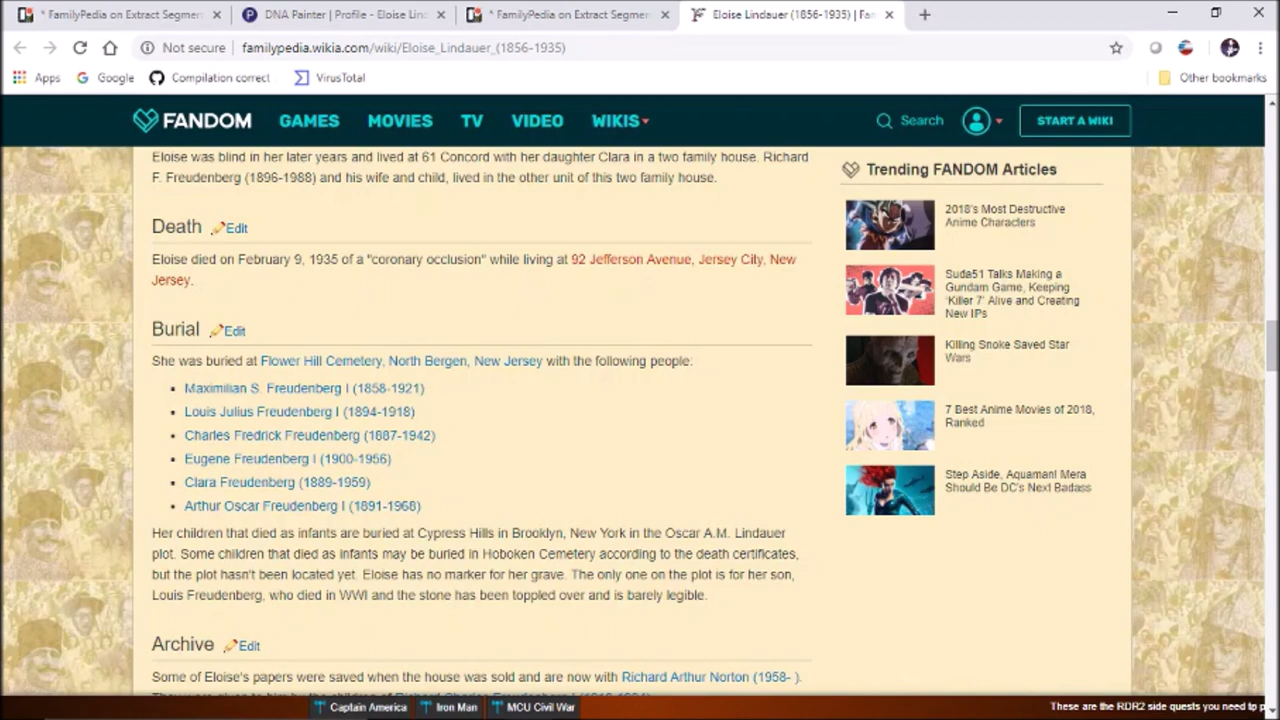 * FamilyPedia on Extract Segmen
DNA Painter | Profile - Eloise Lin
* FamilyPedia on Extract Segmen
Eloise Lindauer (1856-1935) | Fan
Not secure | familypedia.wikia.com/wiki/Eloise_Lindauer_(1856-1935)
Apps
Google
Compilation correct
VirusTotal
Other bookmarks
FANDOM
GAMES
MOVIES
TV
VIDEO
WIKIS
Search
START A WIKI
Eloise was blind in her later years and lived at 61 Concord with her daughter Clara in a two family house. Richard
F. Freudenberg (1896-1988) and his wife and child, lived in the other unit of this two family house.
Death Edit
Eloise died on February 9, 1935 of a "coronary occlusion" while living at 92 Jefferson Avenue, Jersey City, New
Jersey.
Burial Edit
She was buried at Flower Hill Cemetery, North Bergen, New Jersey with the following people:
Maximilian S. Freudenberg I (1858-1921)
Louis Julius Freudenberg I (1894-1918)
Charles Fredrick Freudenberg (1887-1942)
Eugene Freudenberg I (1900-1956)
Clara Freudenberg (1889-1959)
Arthur Oscar Freudenberg I (1891-1968)
Her children that died as infants are buried at Cypress Hills in Brooklyn, New York in the Oscar A.M. Lindauer
plot. Some children that died as infants may be buried in Hoboken Cemetery according to the death certificates,
but the plot hasn't been located yet. Eloise has no marker for her grave. The only one on the plot is for her son,
Louis Freudenberg, who died in WWI and the stone has been toppled over and is barely legible.
Archive Edit
Some of Eloise's papers were saved when the house was sold and are now with Richard Arthur Norton (1958- ).
Trending FANDOM Articles
2018's Most Destructive
Anime Characters
Suda51 Talks Making a
Gundam Game, Keeping
'Killer 7' Alive and Creating
New IPs
Killing Snoke Saved Star
Wars
7 Best Anime Movies of 2018,
Ranked
Step Aside, Aquaman! Mera
Should Be DC's Next Badass
Captain America
Iron Man
MCU Civil War
These are the RDR2 side quests you need to p